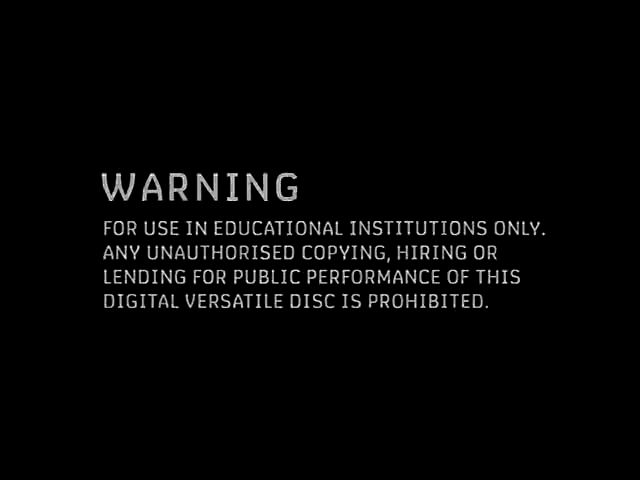 WARNING
FOR USE IN EDUCATIONAL INSTITUTIONS ONLY.
ANY UNAUTHORISED COPYING, HIRING OR
LENDING FOR PUBLIC PERFORMANCE OF THIS
DIGITAL VERSATILE DISC IS PROHIBITED.